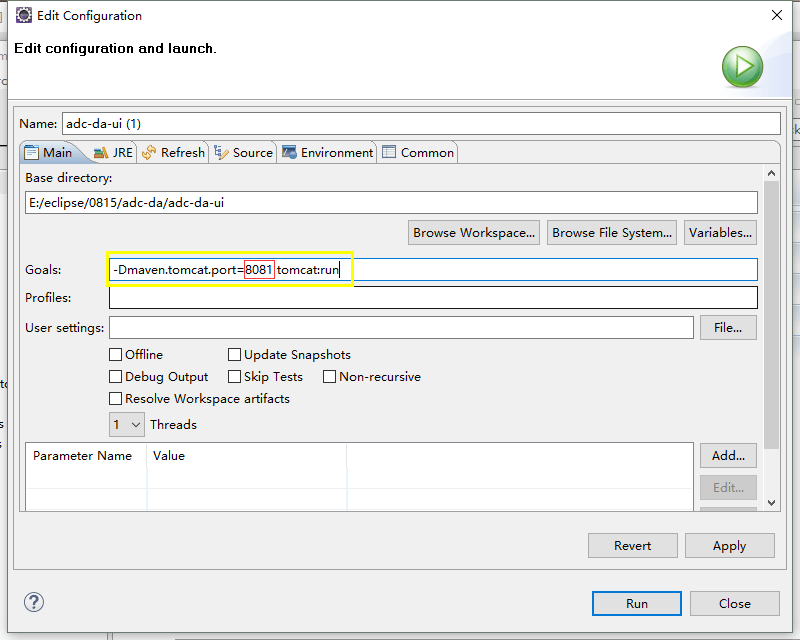 Edit Configuration
Edit configuration and launch.
Name: adc-da-ui (1)
Main JRE Refresh Source Environment Common
Base directory:
E:/eclipse/0815/adc-da/adc-da-ui
Browse Workspace... Browse File System... Variables...
Goals: -Dmaven.tomcat.port=8081 tomcat:run
Profiles:
User settings: File...
Offline Update Snapshots
Debug Output Skip Tests Non-recursive
Resolve Workspace artifacts
1 Threads
Parameter Name Value Add...
Edit...
Revert Apply
? Run Close